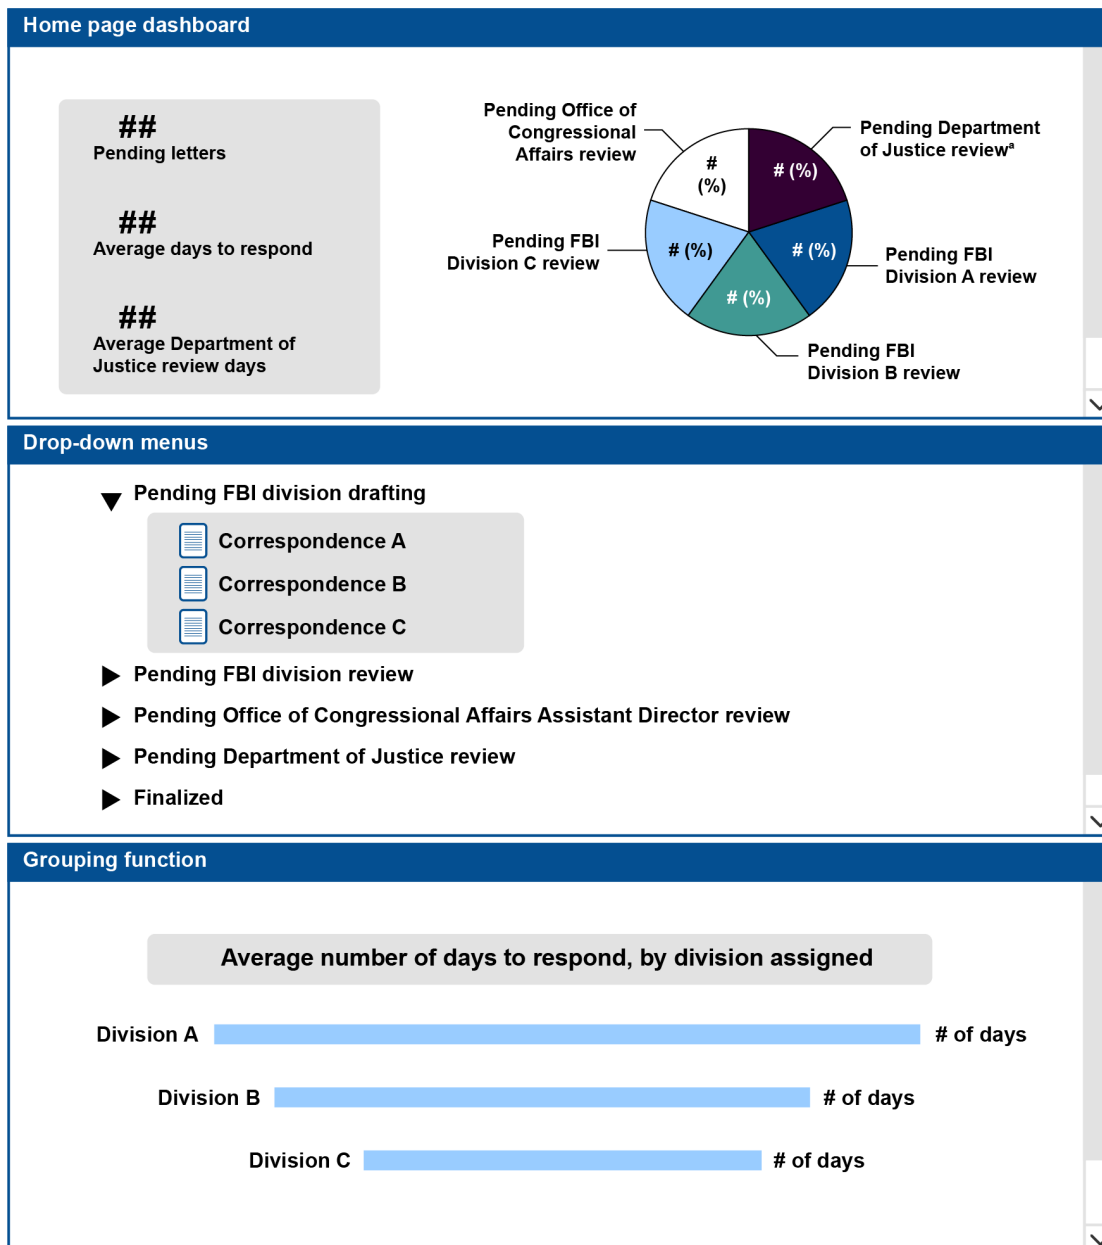 Home page dashboard
##
Pending letters
##
Average days to respond
##
Average Department of
Justice review days
Pending Office of
Congressional
Affairs review
#
(%)
Pending Department
of Justice reviewª
# (%)
Pending FBI
Division C review
# (%)
# (%)
Pending FBI
Division A review
# (%)
Pending FBI
Division B review
Drop-down menus
Pending FBI division drafting
Correspondence A
Correspondence B
Correspondence C
Pending FBI division review
Pending Office of Congressional Affairs Assistant Director review
Pending Department of Justice review
Finalized
Grouping function
Average number of days to respond, by division assigned
Division A # of days
Division B # of days
Division C # of days